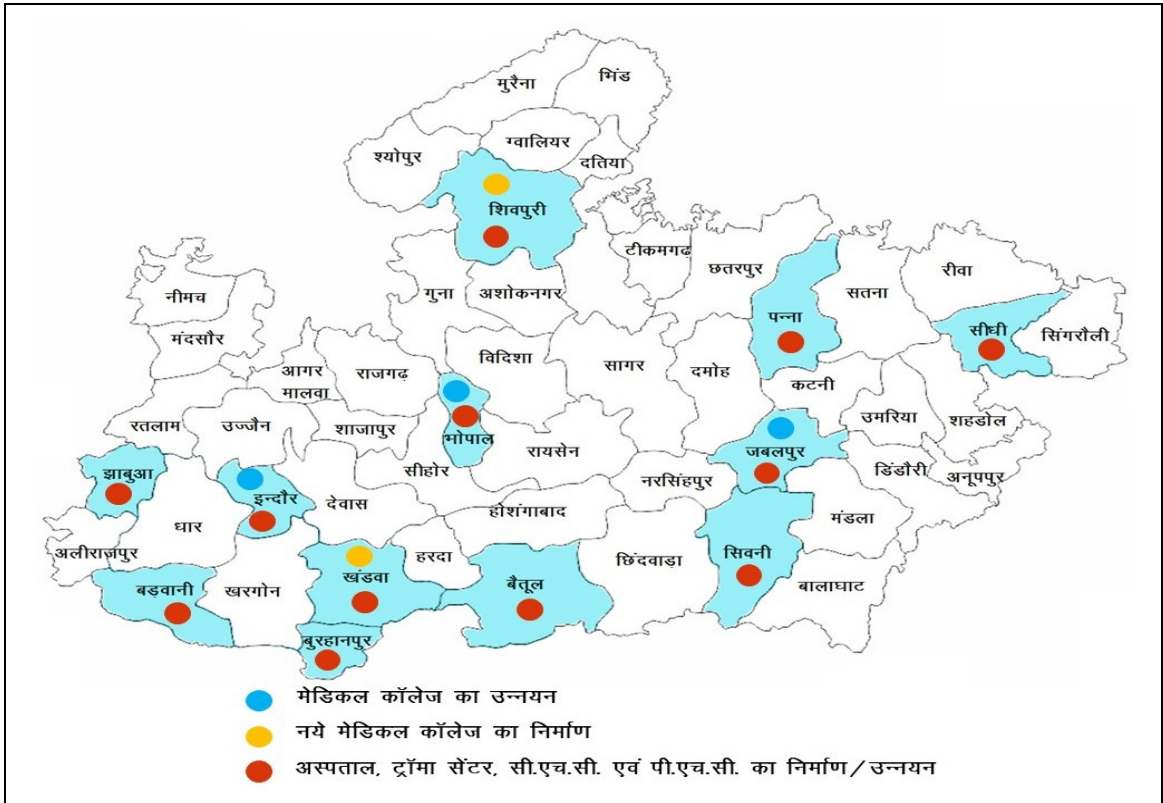 मुरैना
भिंड
ग्वालियर
श्योपुर
दतिया
शिवपुरी
टीकमगढ़
छतरपुर
रीवा
नीमच
गुना
अशोकनगर
सतना
पन्ना
सीधी
सिंगरौली
मंदसौर
विदिशा
सागर
दमोह
आगर
मालवा
राजगढ़
कटनी
उमरिया
शहडोल
रतलाम
उज्जैन
शाजापुर
भोपाल
रायसेन
जबलपुर
झाबुआ
सीहोर
नरसिंहपुर
डिंडौरी
अनूपपुर
इन्दौर
देवास
होशंगाबाद
मंडला
धार
अलीराजपुर
हरदा
छिंदवाड़ा
सिवनी
बड़वानी
खरगोन
खंडवा
बैतूल
बालाघाट
बुरहानपुर
मेडिकल कॉलेज का उन्नयन
नये मेडिकल कॉलेज का निर्माण
अस्पताल, ट्रॉमा सेंटर, सी.एच.सी. एवं पी.एच.सी. का निर्माण/उन्नयन